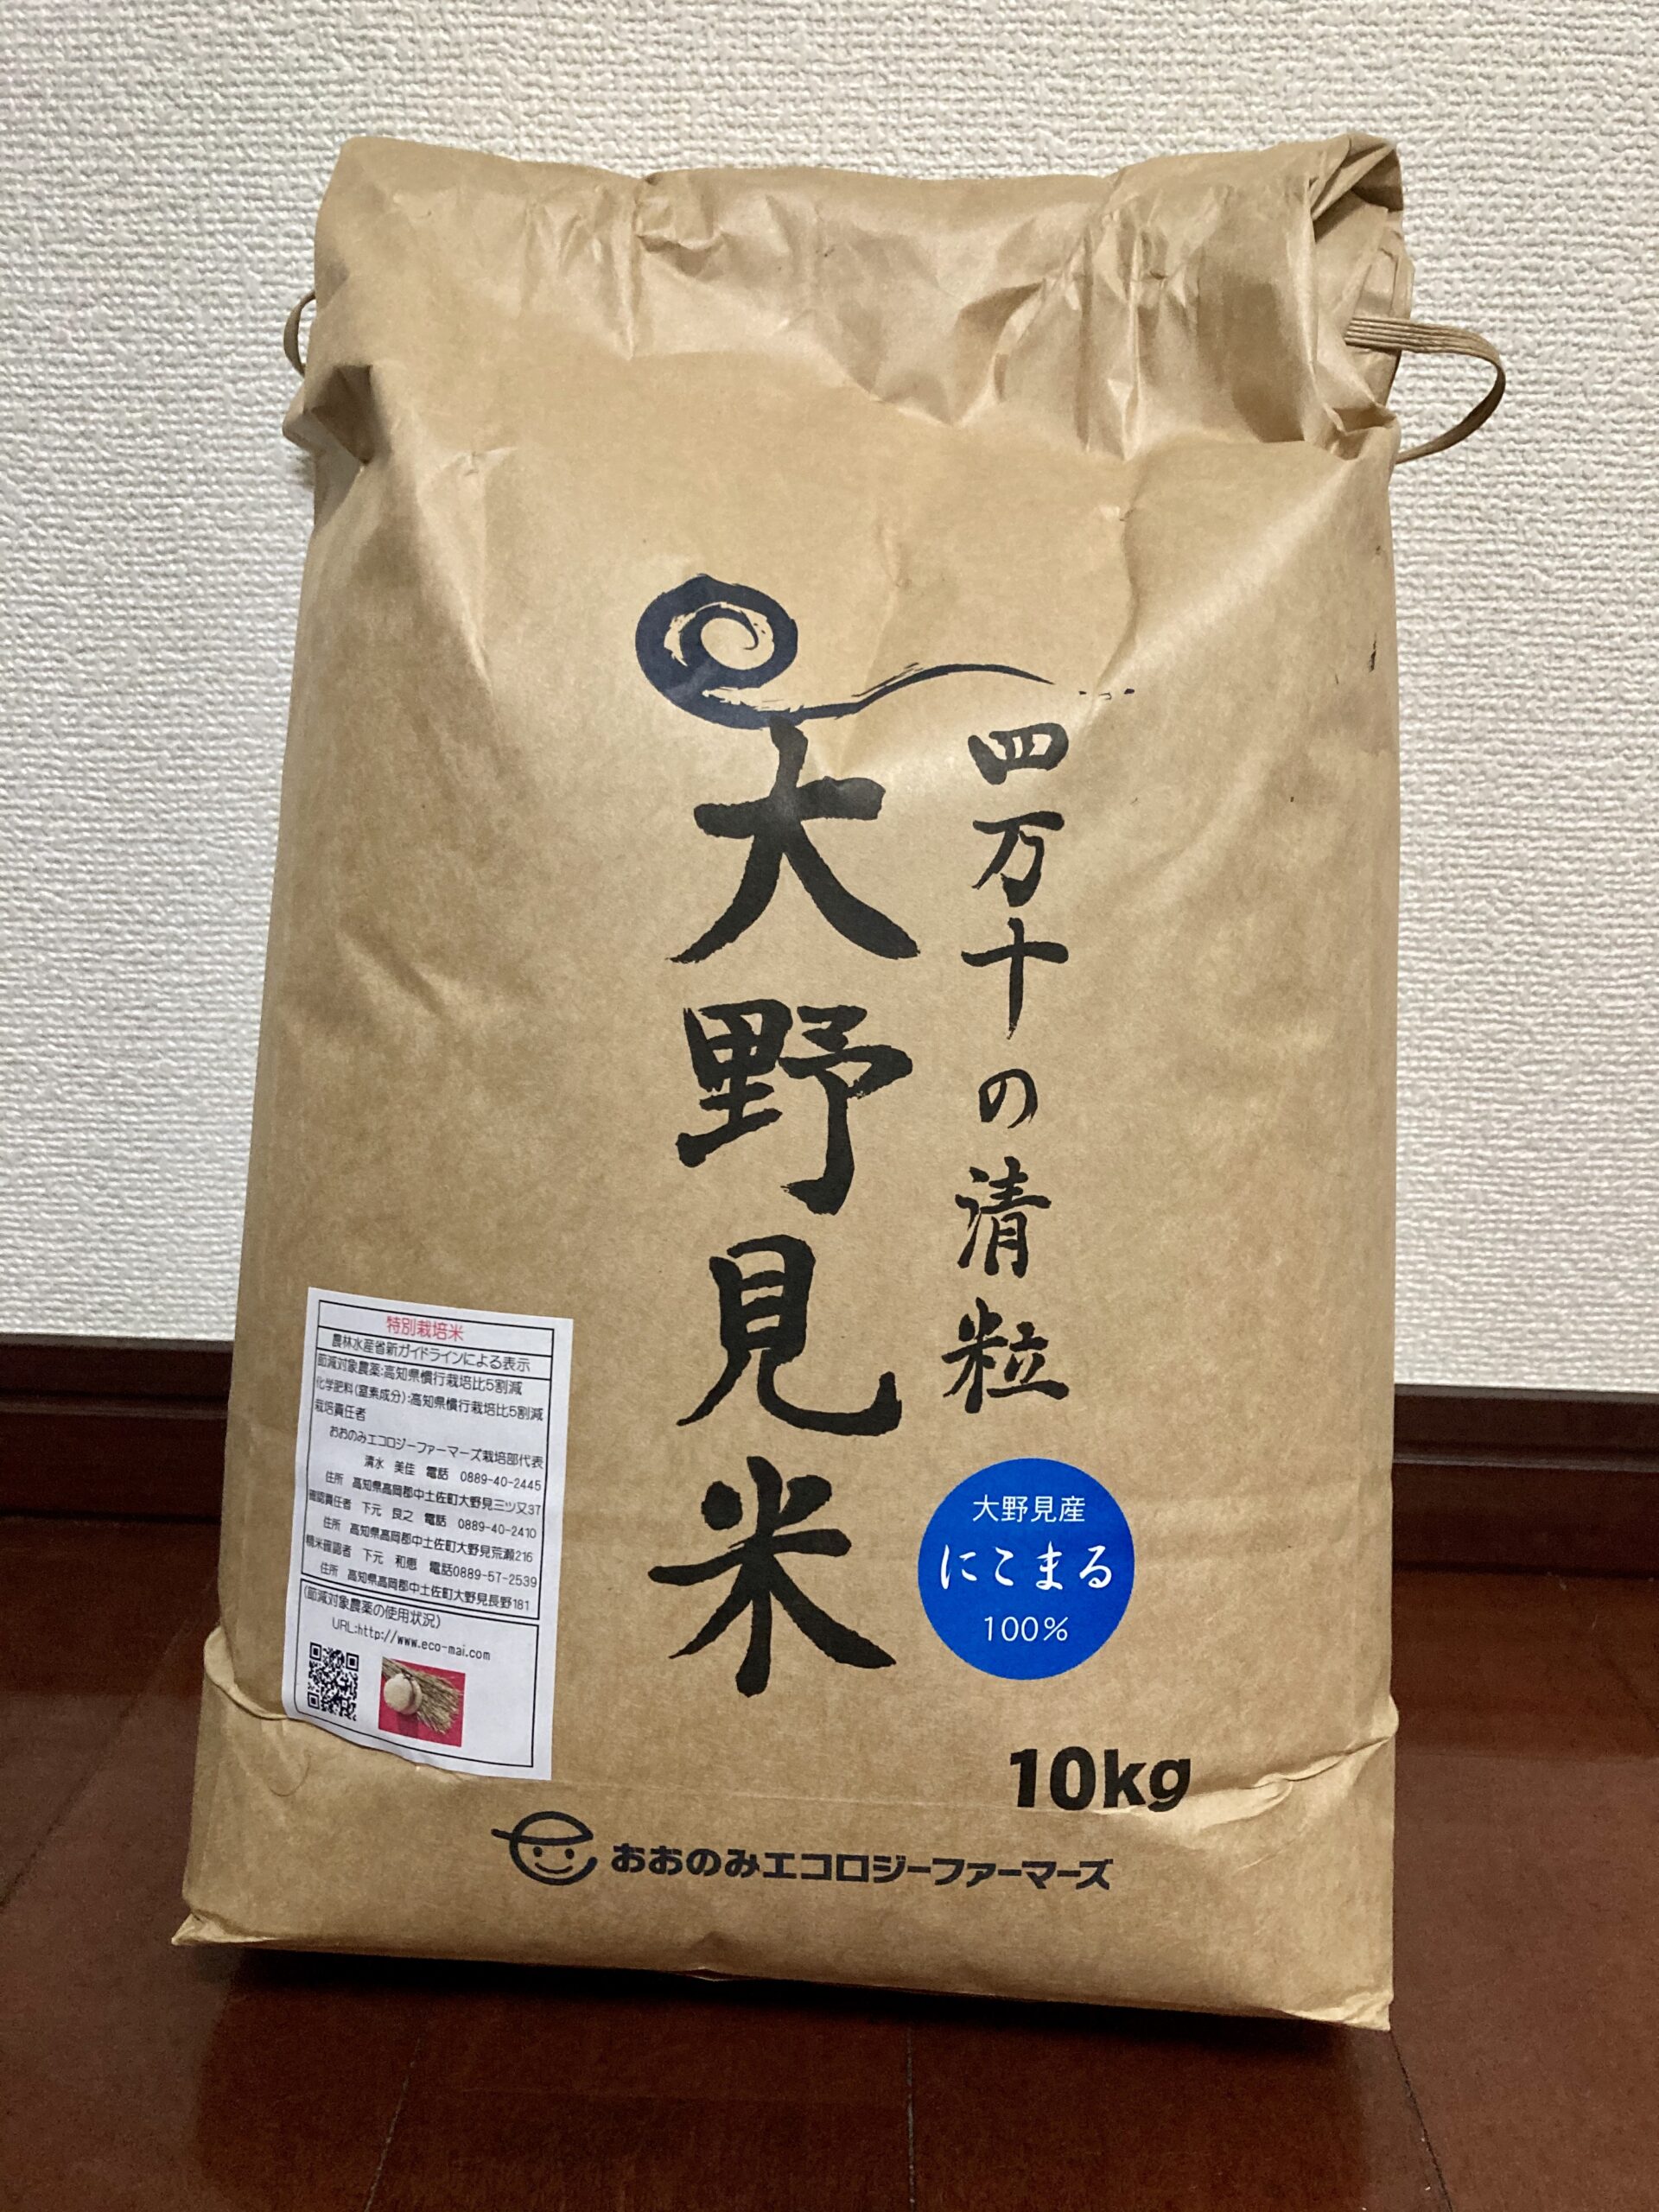 四万十の清粒
大野見米
大野見産
にこまる
100%
10kg
おおのみエコロジーファーマーズ
特別栽培米
農林水産省新ガイドラインによる表示
節減対象農薬:高知県慣行栽培比5割減
化学肥料(窒素成分):高知県慣行栽培比5割減
栽培責任者
おおのみエコロジーファーマーズ栽培部代表
清水 美佳 電話 0889-40-2445
住所 高知県高岡郡中土佐町大野見三ツ又37
確認責任者 下元 良之 電話 0889-40-2410
住所 高知県高岡郡中土佐町大野見荒瀬216
精米確認者 下元 和恵 電話0889-57-2539
住所 高知県高岡郡中土佐町大野見長野181
(節減対象農薬の使用状況)
URL:http://www.eco-mai.com